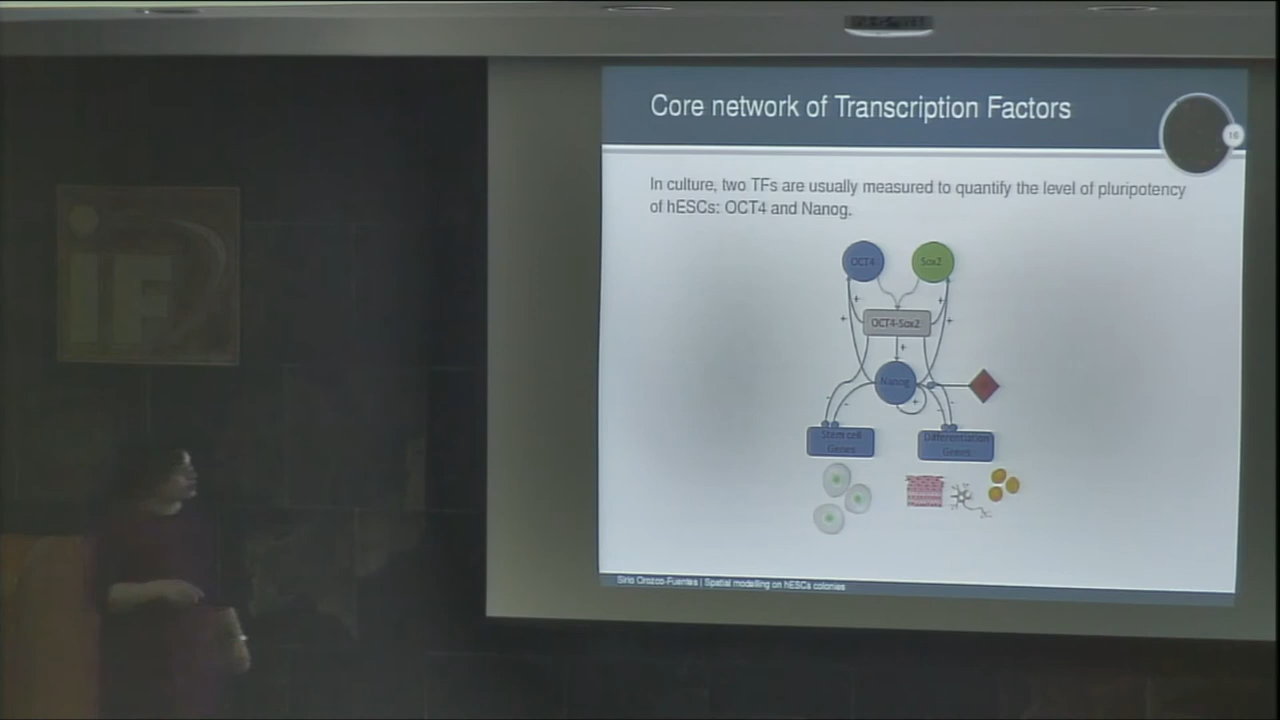 Core network of Transcription Factors
16
In culture, two TFs are usually measured to quantify the level of pluripotency
of hESCs: OCT4 and Nanog.
OCT4
Sox2
+
+
+
+
OCT4-Sox2
+
Nanog
+
Stem cell
Genes
Differentiation
Genes
Sirio Orozco-Fuentes | Spatial modelling on hESCs colonies